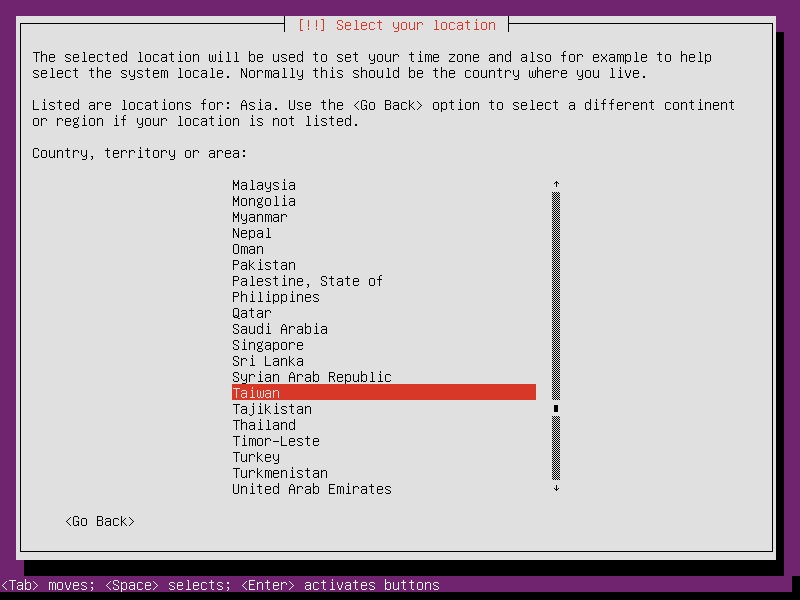 [!!] Select your location
The selected location will be used to set your time zone and also for example to help
select the system locale. Normally this should be the country where you live.
Listed are locations for: Asia. Use the <Go Back> option to select a different continent
or region if your location is not listed.
Country, territory or area:
Malaysia
Mongolia
Myanmar
Nepal
Oman
Pakistan
Palestine, State of
Philippines
Qatar
Saudi Arabia
Singapore
Sri Lanka
Syrian Arab Republic
Taiwan
Tajikistan
Thailand
Timor-Leste
Turkey
Turkmenistan
United Arab Emirates
<Go Back>
<Tab> moves; <Space> selects; <Enter> activates buttons